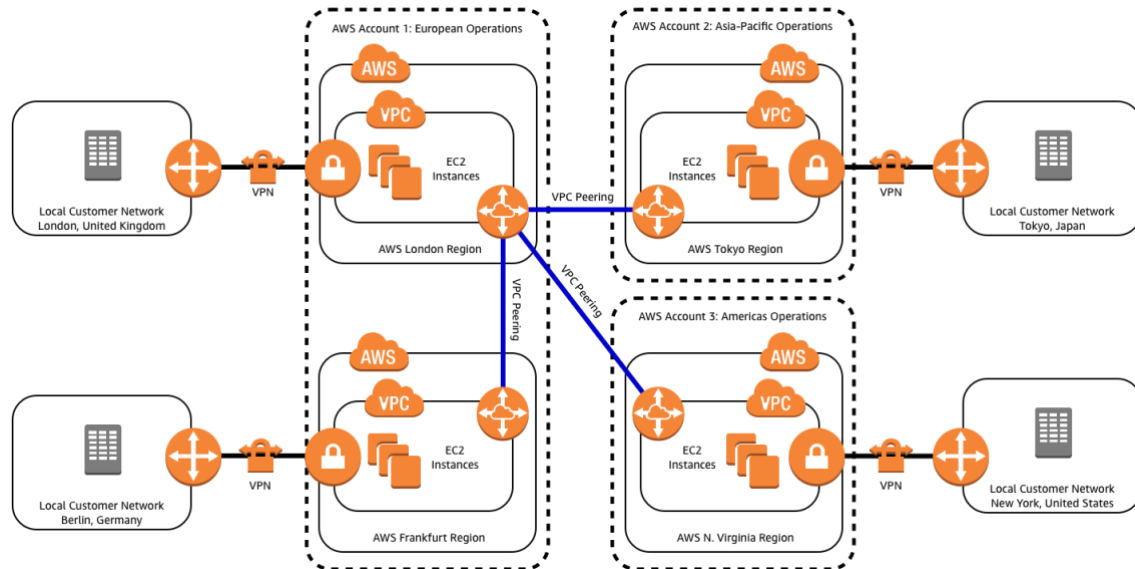 AWS Account 1: European Operations
AWS
VPC
EC2
Instances
AWS London Region
VPN
Local Customer Network
London, United Kingdom
AWS Account 2: Asia-Pacific Operations
AWS
VPC
EC2
Instances
AWS Tokyo Region
VPN
Local Customer Network
Tokyo, Japan
VPC Peering
VPC Peering
VPC Peering
AWS
VPC
EC2
Instances
AWS Frankfurt Region
VPN
Local Customer Network
Berlin, Germany
AWS Account 3: Americas Operations
AWS
VPC
EC2
Instances
AWS N. Virginia Region
VPN
Local Customer Network
New York, United States